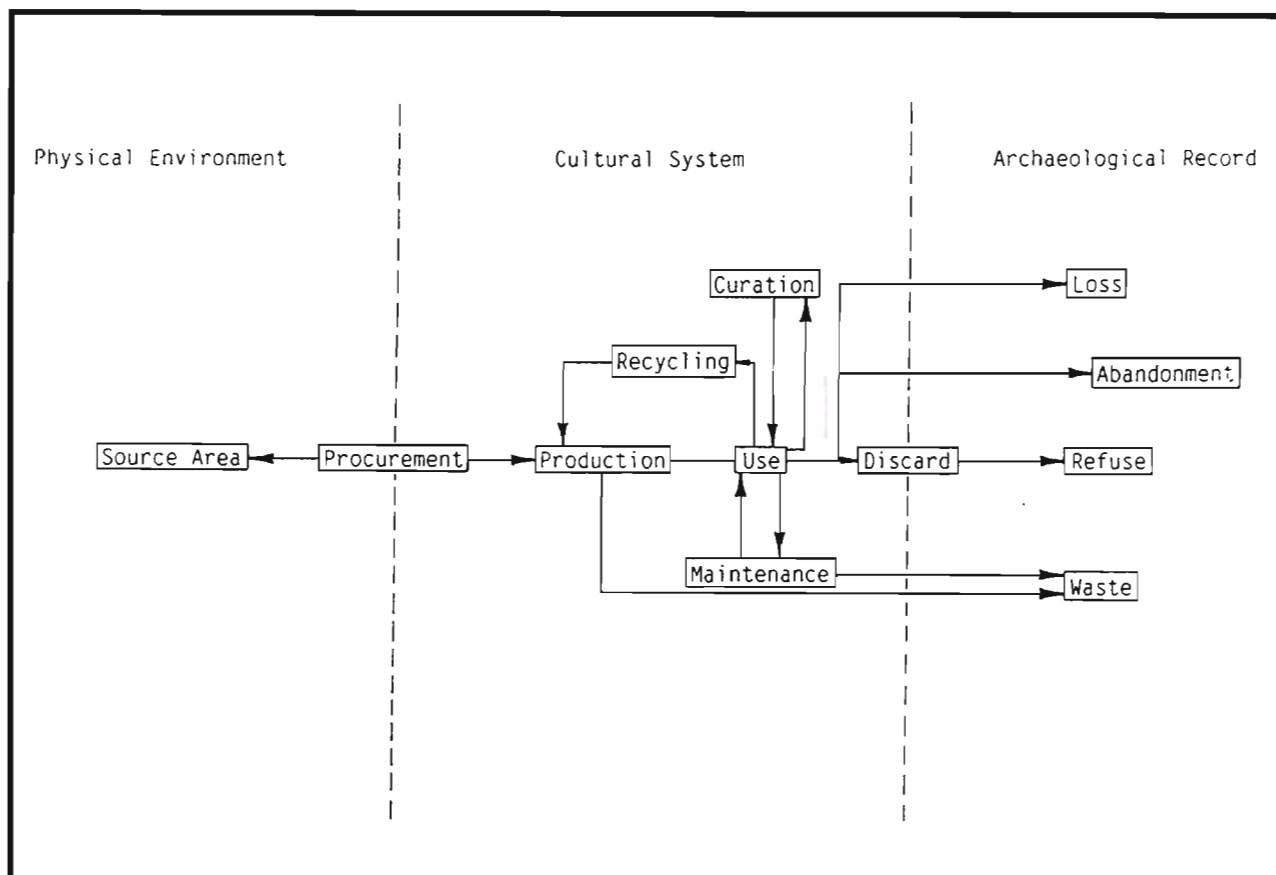 Physical Environment
Cultural System
Archaeological Record
Curation
Loss
Recycling
Abandonment
Source Area
Procurement
Production
Use
Discard
Refuse
Maintenance
Waste